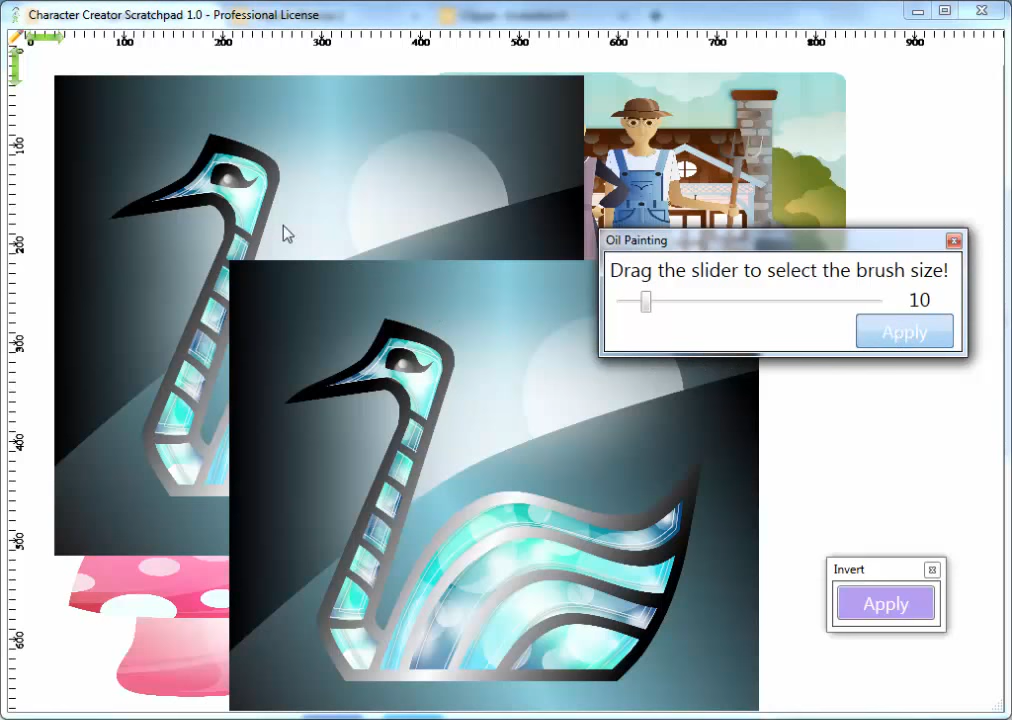 Character Creator Scratchpad 1.0 - Professional License
0 100 200 300 400 500 600 700 800 900
0
100
200
300
400
500
600
Oil Painting
Drag the slider to select the brush size!
10
Apply
Invert
Apply